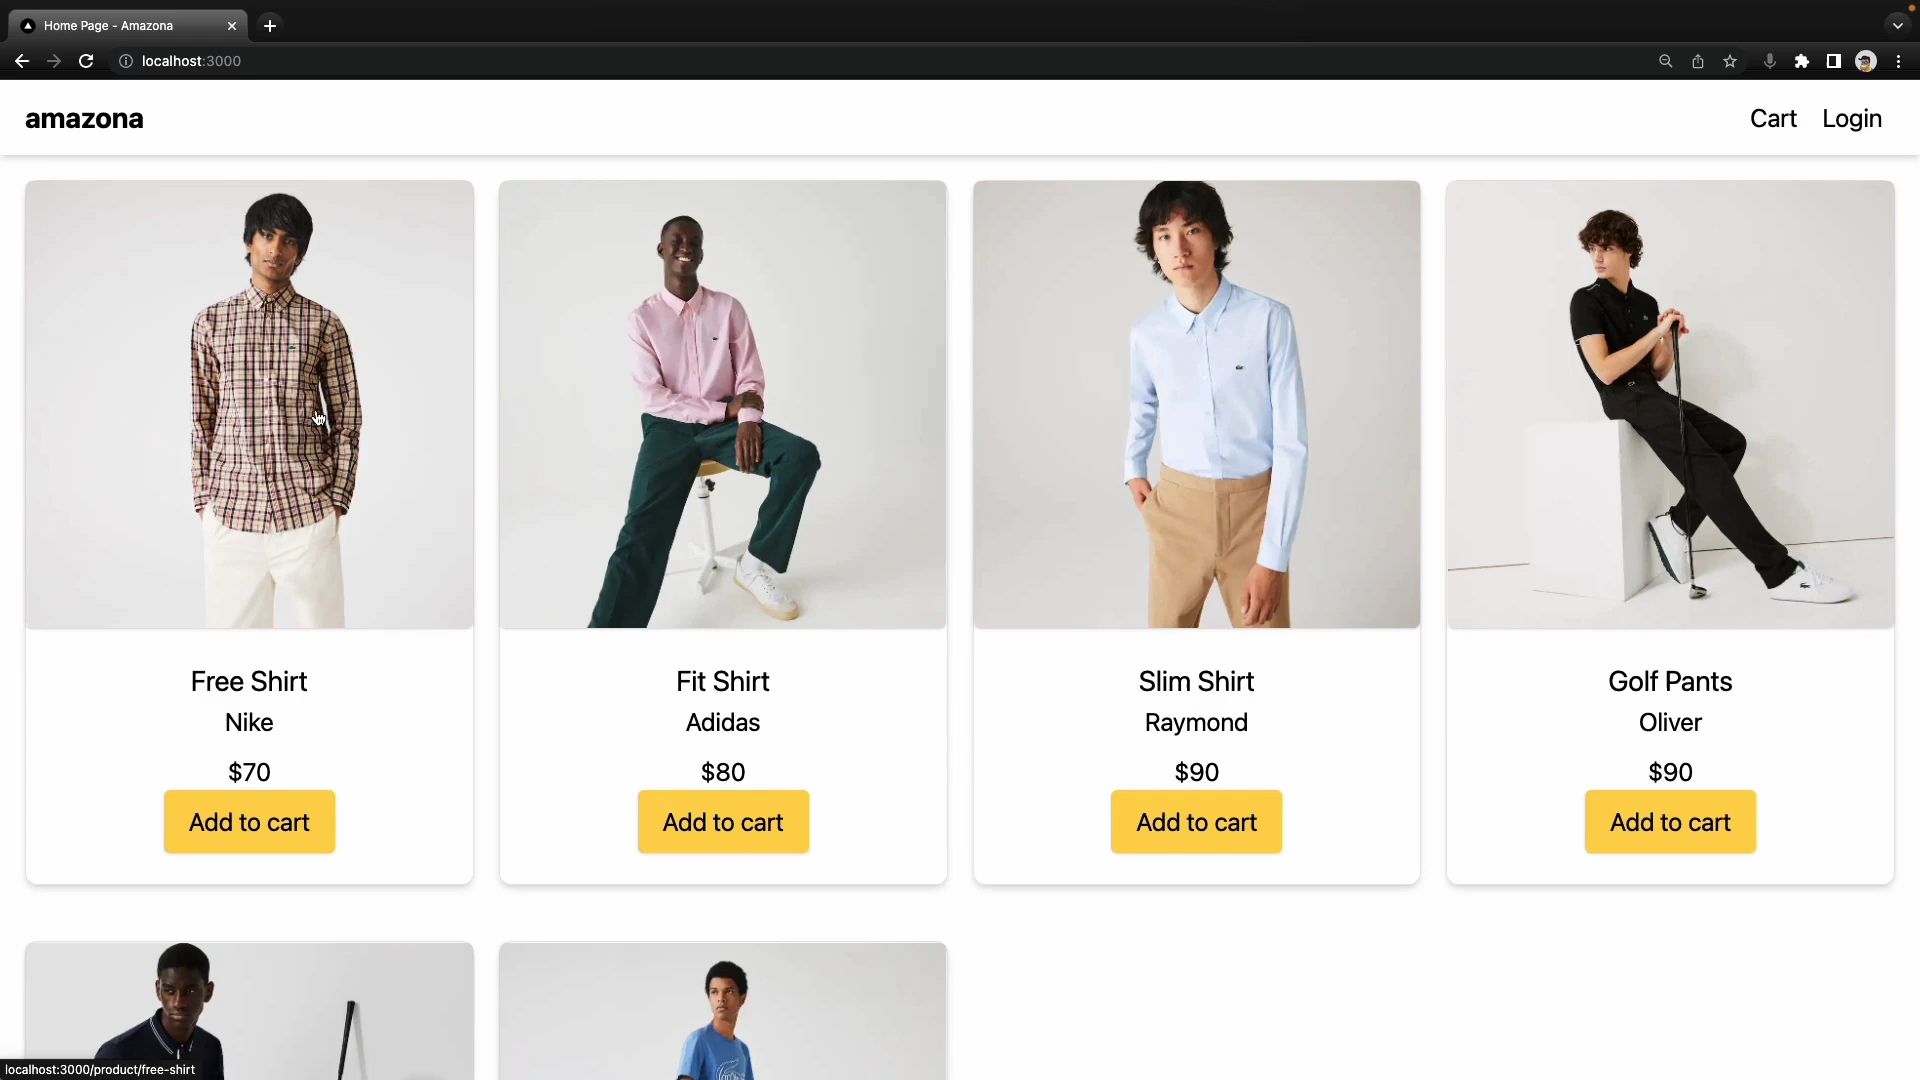 Home Page - Amazona
localhost:3000
amazona
Cart Login
Free Shirt
Nike
$70
Add to cart
Fit Shirt
Adidas
$80
Add to cart
Slim Shirt
Raymond
$90
Add to cart
Golf Pants
Oliver
$90
Add to cart
localhost:3000/product/free-shirt